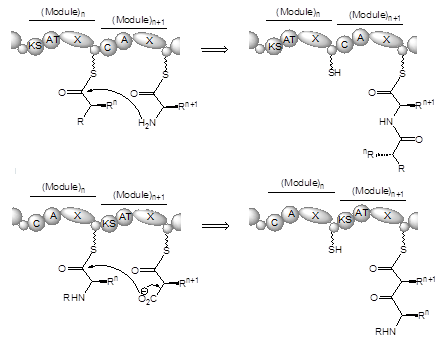 (Module)n (Module)n+1 (Module)n (Module)n+1
KS AT X C A X KS AT X C A X
S S SH S
O Rn O Rn+1 O Rn+1
R H2N HN O
nR R
(Module)n (Module)n+1 (Module)n (Module)n+1
C A X KS AT X C A X KS AT X
S S SH S
O Rn O Rn+1 O Rn+1
RHN ⊖ O2C O Rn
RHN